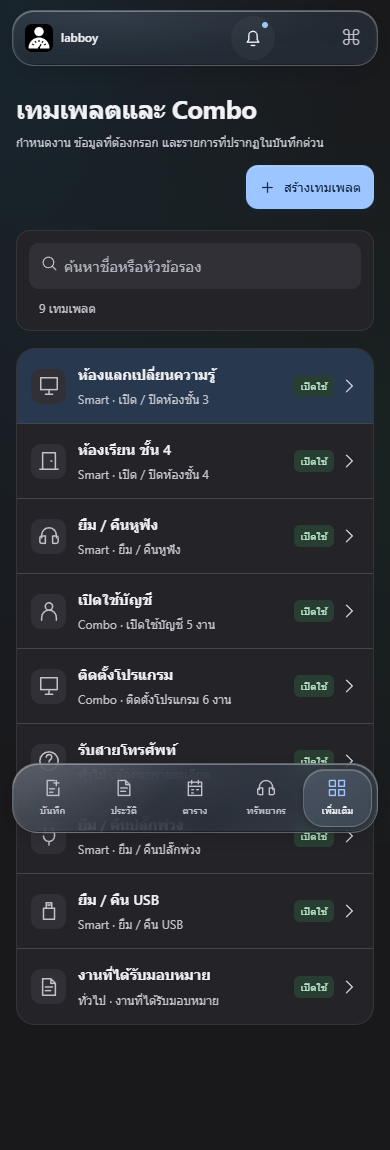 labboy
เทมเพลตและ Combo
กำหนดงาน ข้อมูลที่ต้องกรอก และรายการที่ปรากฏในบันทึกด่วน
+ สร้างเทมเพลต
ค้นหาชื่อหรือหัวข้อรอง
9 เทมเพลต
ห้องแลกเปลี่ยนความรู้
Smart · เปิด / ปิดห้องชั้น 3
เปิดใช้
ห้องเรียน ชั้น 4
Smart · เปิด / ปิดห้องชั้น 4
เปิดใช้
ยืม / คืนหูฟัง
Smart · ยืม / คืนหูฟัง
เปิดใช้
เปิดใช้บัญชี
Combo · เปิดใช้บัญชี 5 งาน
เปิดใช้
ติดตั้งโปรแกรม
Combo · ติดตั้งโปรแกรม 6 งาน
เปิดใช้
รับสายโทรศัพท์
เปิดใช้
บันทึก
ประวัติ
ตาราง
ทรัพยากร
เพิ่มเติม
ยืม / คืนปลั๊กพ่วง
Smart · ยืม / คืนปลั๊กพ่วง
เปิดใช้
ยืม / คืน USB
Smart · ยืม / คืน USB
เปิดใช้
งานที่ได้รับมอบหมาย
ทั่วไป · งานที่ได้รับมอบหมาย
เปิดใช้